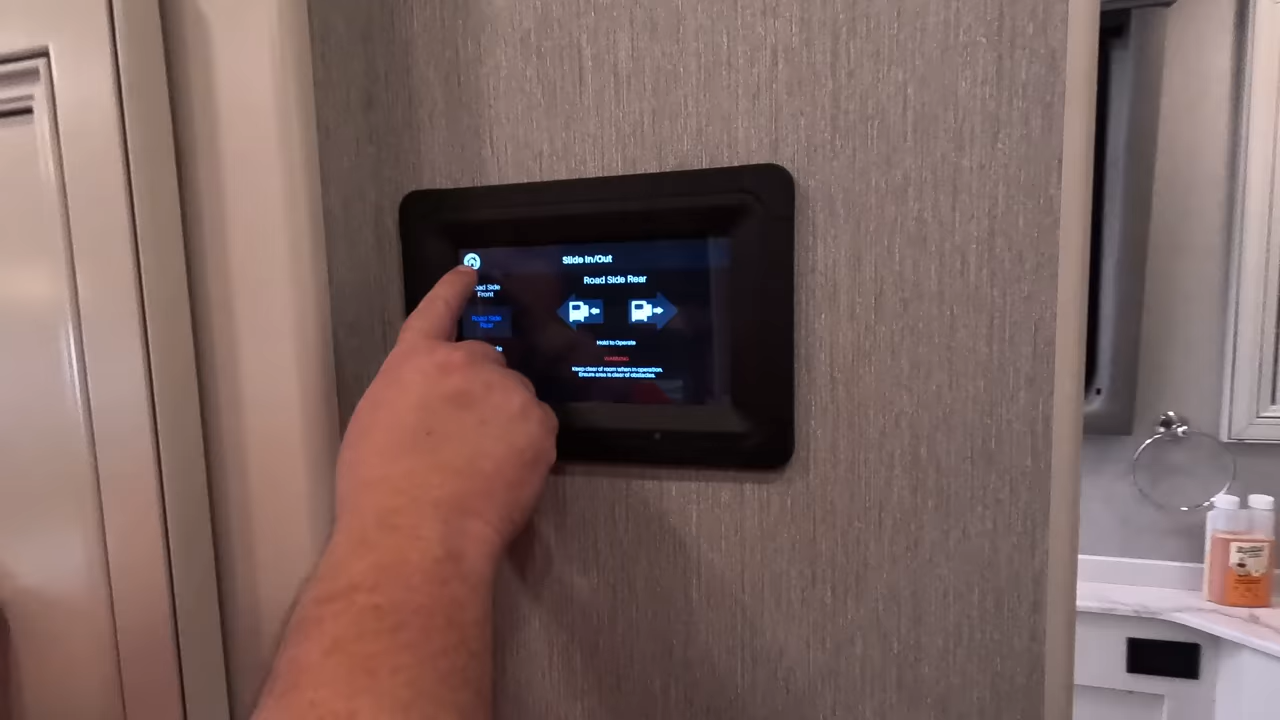 Slide In/Out
Road Side Rear
oad Side
Front
Road Side
Rear
Hold to Operate
WARNING
Keep clear of room when in operation.
Ensure area is clear of obstacles.